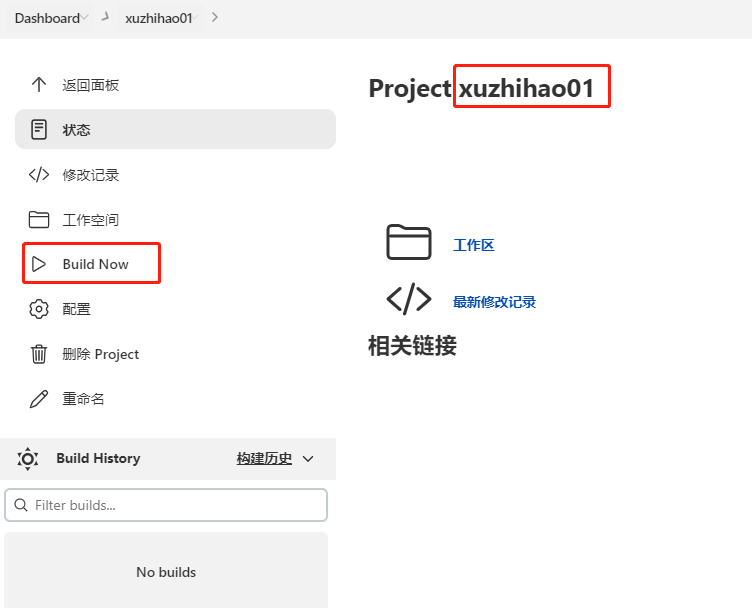 Dashboard xuzhihao01
返回面板
状态
修改记录
工作空间
Build Now
配置
删除 Project
重命名
Build History 构建历史
Filter builds...
No builds
Project xuzhihao01
工作区
最新修改记录
相关链接